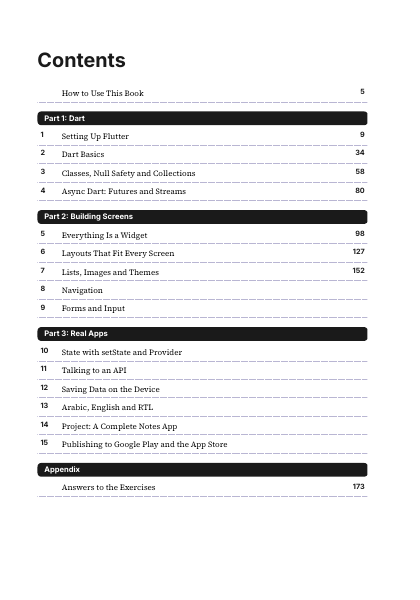 Contents
How to Use This Book 5
Part 1: Dart
1 Setting Up Flutter 9
2 Dart Basics 34
3 Classes, Null Safety and Collections 58
4 Async Dart: Futures and Streams 80
Part 2: Building Screens
5 Everything Is a Widget 98
6 Layouts That Fit Every Screen 127
7 Lists, Images and Themes 152
8 Navigation
9 Forms and Input
Part 3: Real Apps
10 State with setState and Provider
11 Talking to an API
12 Saving Data on the Device
13 Arabic, English and RTL
14 Project: A Complete Notes App
15 Publishing to Google Play and the App Store
Appendix
Answers to the Exercises 173